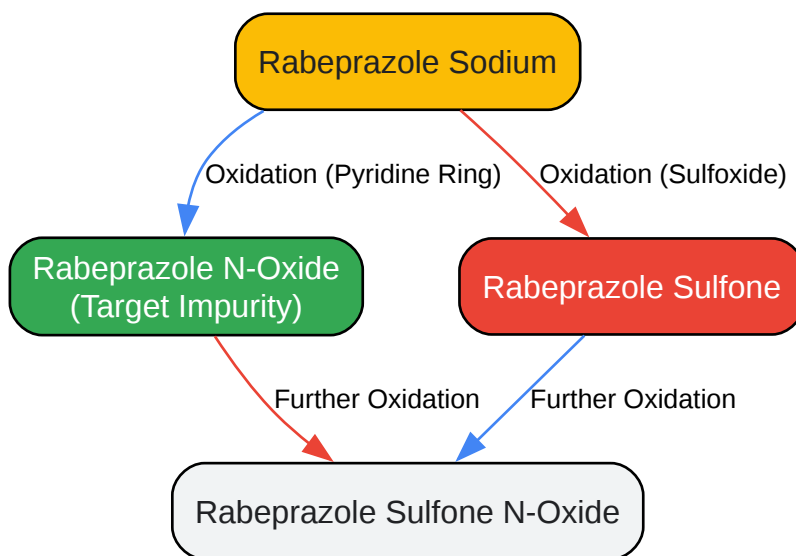 Rabeprazole Sodium
Oxidation (Pyridine Ring)
Oxidation (Sulfoxide)
Rabeprazole N-Oxide
(Target Impurity)
Rabeprazole Sulfone
Further Oxidation
Further Oxidation
Rabeprazole Sulfone N-Oxide